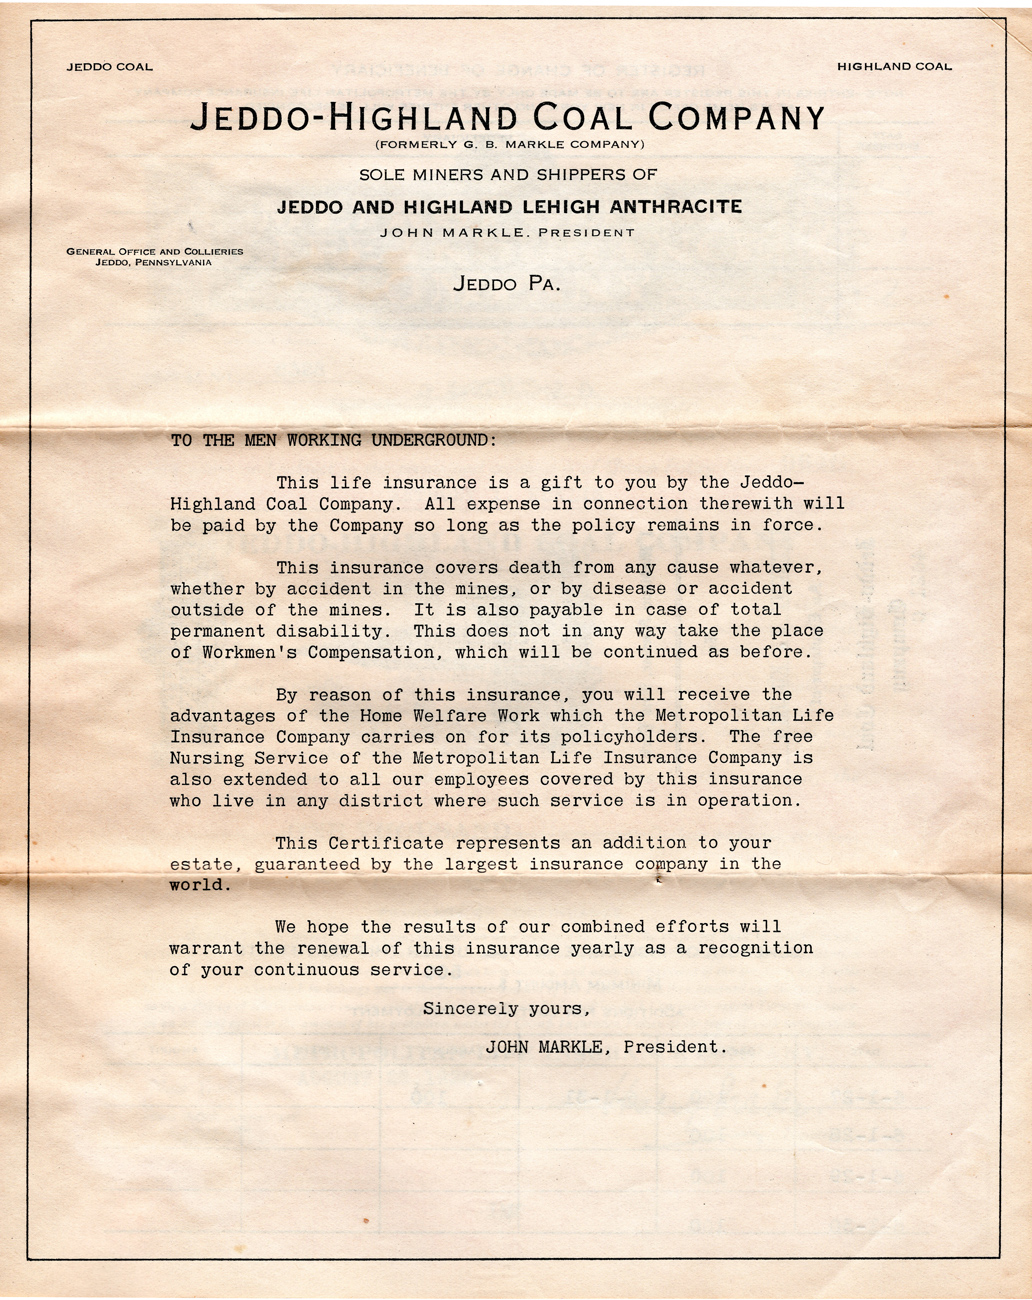 JEDDO COAL
HIGHLAND COAL
JEDDO-HIGHLAND COAL COMPANY
(FORMERLY G. B. MARKLE COMPANY)
SOLE MINERS AND SHIPPERS OF
JEDDO AND HIGHLAND LEHIGH ANTHRACITE
JOHN MARKLE. PRESIDENT
GENERAL OFFICE AND COLLIERIES
JEDDO, PENNSYLVANIA
JEDDO PA.
TO THE MEN WORKING UNDERGROUND:
This life insurance is a gift to you by the Jeddo-
Highland Coal Company. All expense in connection therewith will
be paid by the Company so long as the policy remains in force.
This insurance covers death from any cause whatever,
whether by accident in the mines, or by disease or accident
outside of the mines. It is also payable in case of total
permanent disability. This does not in any way take the place
of Workmen's Compensation, which will be continued as before.
By reason of this insurance, you will receive the
advantages of the Home Welfare Work which the Metropolitan Life
Insurance Company carries on for its policyholders. The free
Nursing Service of the Metropolitan Life Insurance Company is
also extended to all our employees covered by this insurance
who live in any district where such service is in operation.
This Certificate represents an addition to your
estate, guaranteed by the largest insurance company in the
world.
We hope the results of our combined efforts will
warrant the renewal of this insurance yearly as a recognition
of your continuous service.
Sincerely yours,
JOHN MARKLE, President.